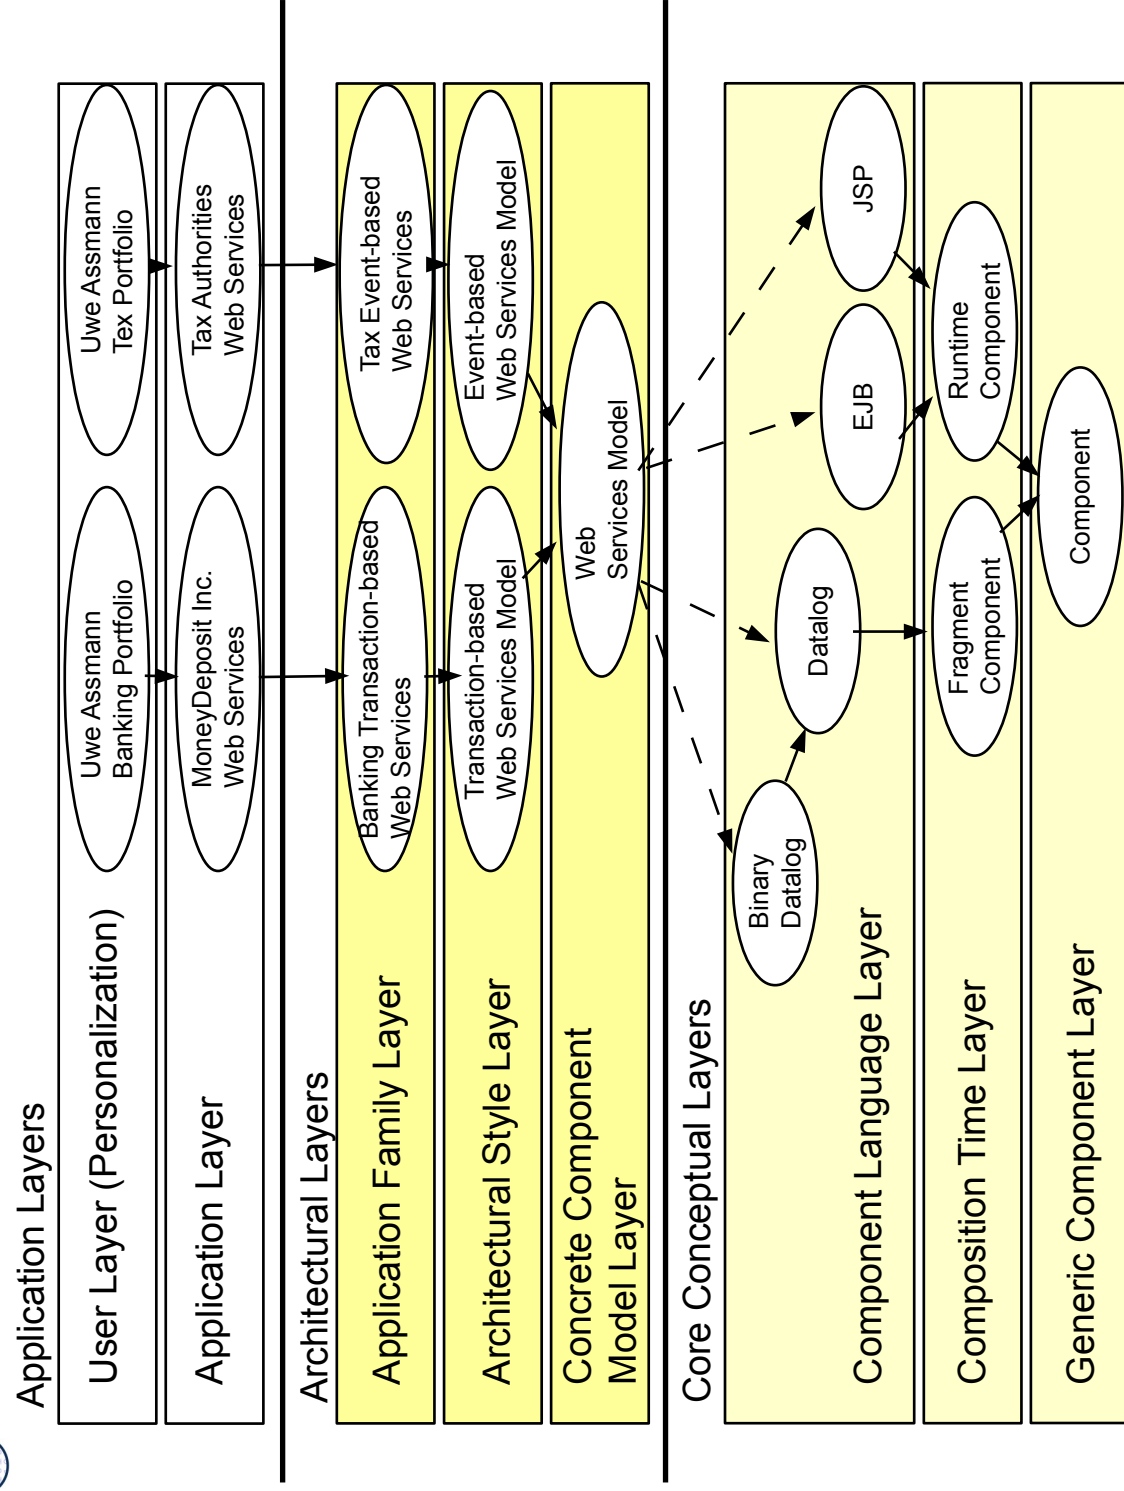 Application Layers
User Layer (Personalization)
Uwe Assmann
Banking Portfolio
Uwe Assmann
Tex Portfolio
Application Layer
MoneyDeposit Inc.
Web Services
Tax Authorities
Web Services
Architectural Layers
Application Family Layer
Banking Transaction-based
Web Services
Tax Event-based
Web Services
Architectural Style Layer
Transaction-based
Web Services Model
Event-based
Web Services Model
Concrete Component
Model Layer
Web
Services Model
Core Conceptual Layers
Component Language Layer
Binary
Datalog
Datalog
EJB
JSP
Composition Time Layer
Fragment
Component
Runtime
Component
Generic Component Layer
Component